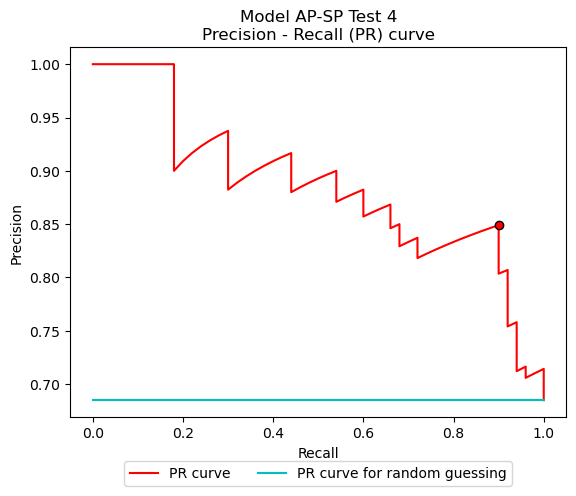 Model AP-SP Test 4
Precision - Recall (PR) curve
Precision
1.00
0.95
0.90
0.85
0.80
0.75
0.70
0.0 0.2 0.4 0.6 0.8 1.0
Recall
PR curve PR curve for random guessing